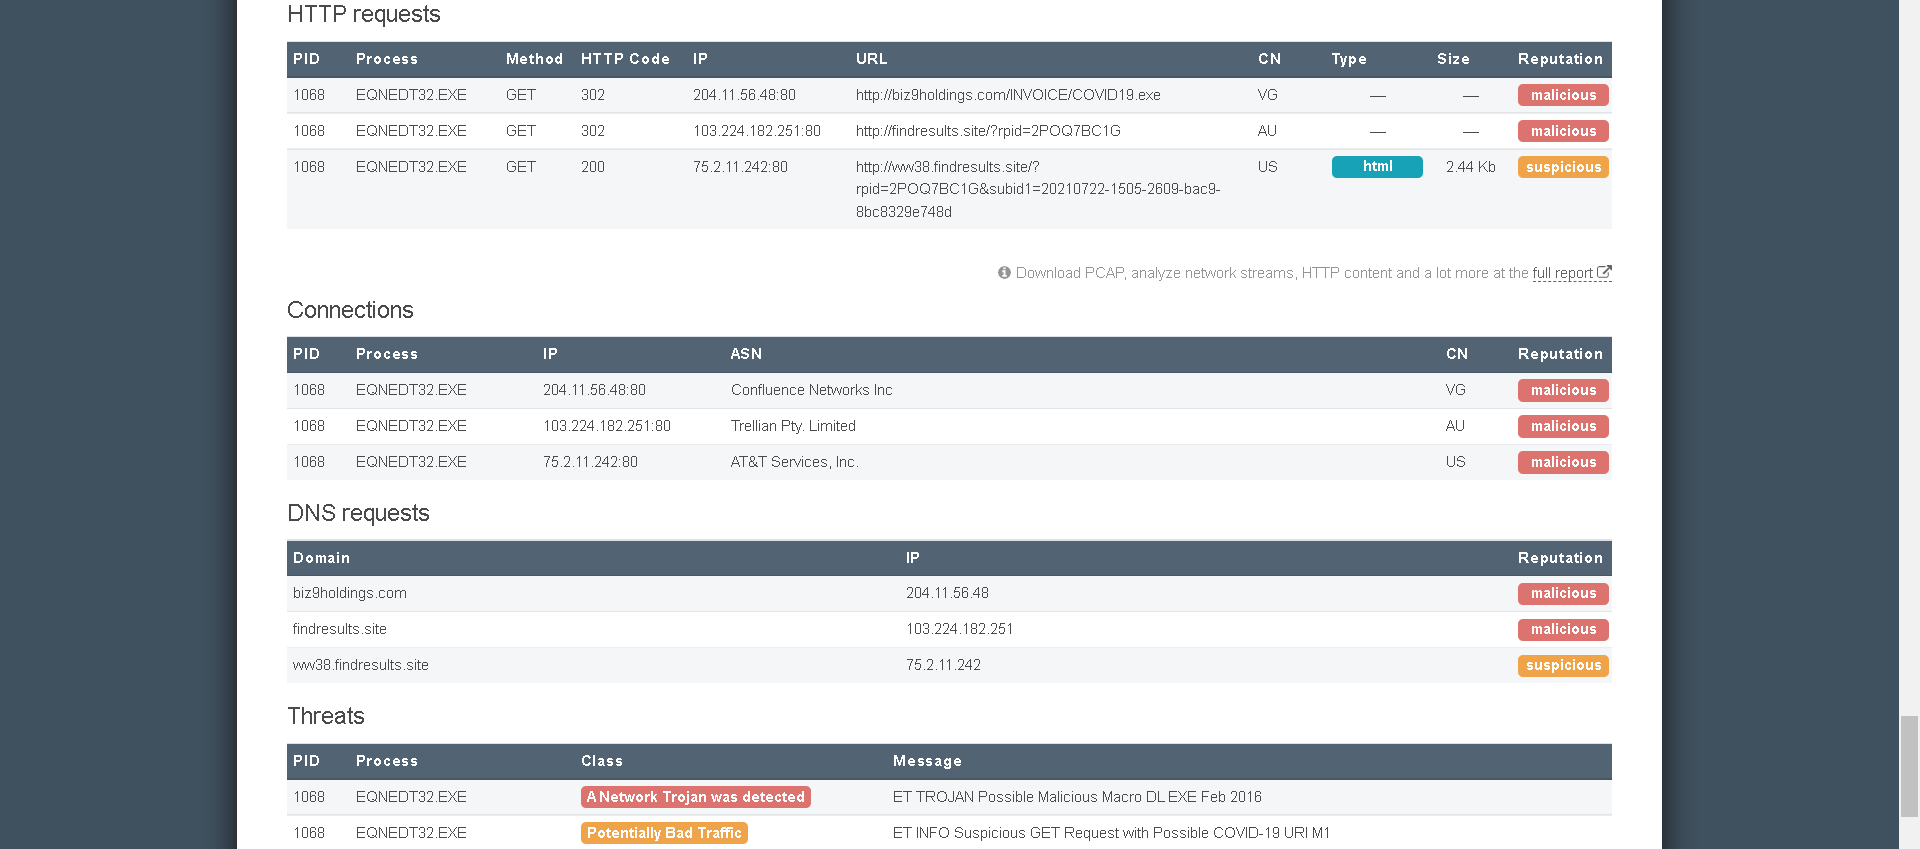 HTTP requests
PID Process Method HTTP Code IP URL CN Type Size Reputation
1068 EQNEDT32.EXE GET 302 204.11.56.48:80 http://biz9holdings.com/INVOICE/COVID19.exe VG — — malicious
1068 EQNEDT32.EXE GET 302 103.224.182.251:80 http://findresults.site/?rpid=2POQ7BC1G AU — — malicious
1068 EQNEDT32.EXE GET 200 75.2.11.242:80 http://ww38.findresults.site/? US html 2.44 Kb suspicious
rpid=2POQ7BC1G&subid1=20210722-1505-2609-bac9-
8bc8329e748d
Download PCAP, analyze network streams, HTTP content and a lot more at the full report
Connections
PID Process IP ASN CN Reputation
1068 EQNEDT32.EXE 204.11.56.48:80 Confluence Networks Inc VG malicious
1068 EQNEDT32.EXE 103.224.182.251:80 Trellian Pty. Limited AU malicious
1068 EQNEDT32.EXE 75.2.11.242:80 AT&T Services, Inc. US malicious
DNS requests
Domain IP Reputation
biz9holdings.com 204.11.56.48 malicious
findresults.site 103.224.182.251 malicious
ww38.findresults.site 75.2.11.242 suspicious
Threats
PID Process Class Message
1068 EQNEDT32.EXE A Network Trojan was detected ET TROJAN Possible Malicious Macro DL EXE Feb 2016
1068 EQNEDT32.EXE Potentially Bad Traffic ET INFO Suspicious GET Request with Possible COVID-19 URI M1